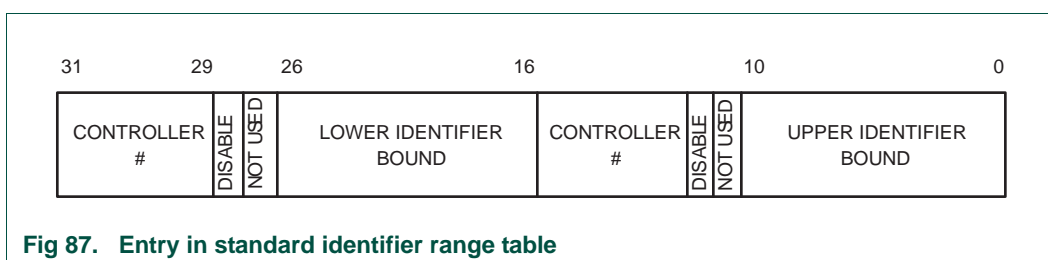 31 29 26 16 10 0
CONTROLLER
#
DISABLE
NOT USED
LOWER IDENTIFIER
BOUND
CONTROLLER
#
DISABLE
NOT USED
UPPER IDENTIFIER
BOUND
Fig 87. Entry in standard identifier range table